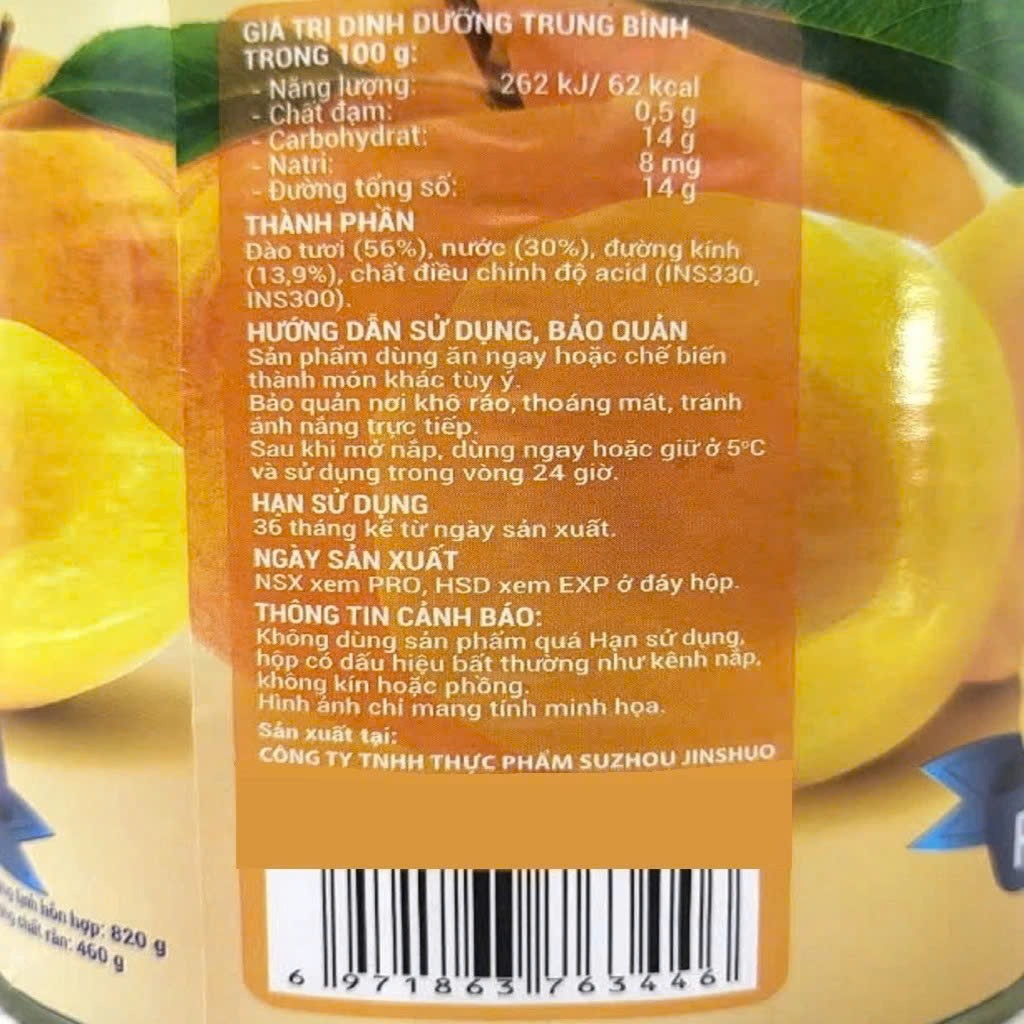 GIÁ TRỊ DINH DƯỠNG TRUNG BÌNH
TRONG 100 g:
- Năng lượng: 262 kJ/ 62 kcal
- Chất đạm: 0,5 g
- Carbohydrat: 14 g
- Natri: 8 mg
- Đường tổng số: 14 g
THÀNH PHẦN
Đào tươi (56%), nước (30%), đường kính
(13,9%), chất điều chỉnh độ acid (INS330,
INS300).
HƯỚNG DẪN SỬ DỤNG, BẢO QUẢN
Sản phẩm dùng ăn ngay hoặc chế biến
thành món khác tùy ý.
Bảo quản nơi khô ráo, thoáng mát, tránh
ánh nắng trực tiếp.
Sau khi mở nắp, dùng ngay hoặc giữ ở 5°C
và sử dụng trong vòng 24 giờ.
HẠN SỬ DỤNG
36 tháng kể từ ngày sản xuất.
NGÀY SẢN XUẤT
NSX xem PRO, HSD xem EXP ở đáy hộp.
THÔNG TIN CẢNH BÁO:
Không dùng sản phẩm quá Hạn sử dụng,
hộp có dấu hiệu bất thường như kênh nắp,
không kín hoặc phồng.
Hình ảnh chỉ mang tính minh họa.
Sản xuất tại:
CÔNG TY TNHH THỰC PHẨM SUZHOU JINSHUO
hỗn hợp: 820 g
chất rắn: 460 g
6 971863 763446